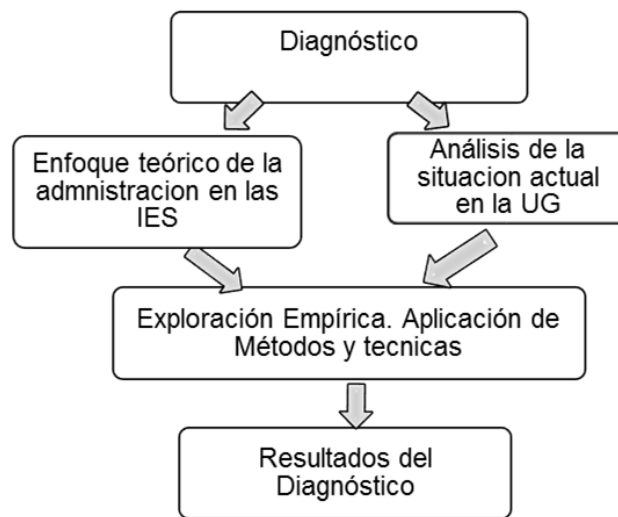 Diagnóstico
Enfoque teórico de la
admnistracion en las
IES
Análisis de la
situacion actual
en la UG
Exploración Empírica. Aplicación de
Métodos y tecnicas
Resultados del
Diagnóstico